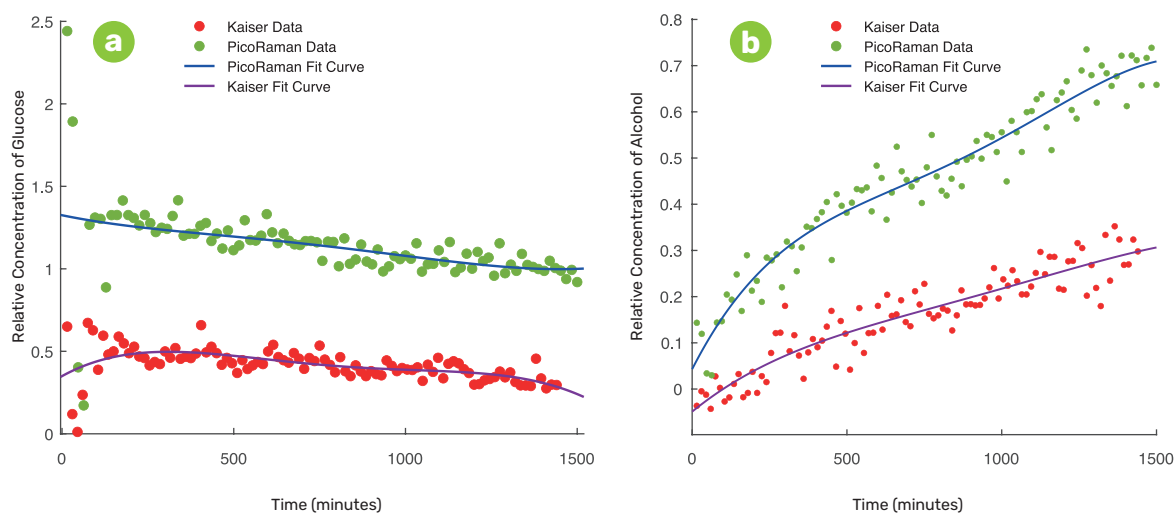 a
Kaiser Data
PicoRaman Data
PicoRaman Fit Curve
Kaiser Fit Curve
Relative Concentration of Glucose
2.5
2
1.5
1
0.5
0
0 500 1000 1500
Time (minutes)
b
Kaiser Data
PicoRaman Data
PicoRaman Fit Curve
Kaiser Fit Curve
Relative Concentration of Alcohol
0.8
0.7
0.6
0.5
0.4
0.3
0.2
0.1
0
0 500 1000 1500
Time (minutes)